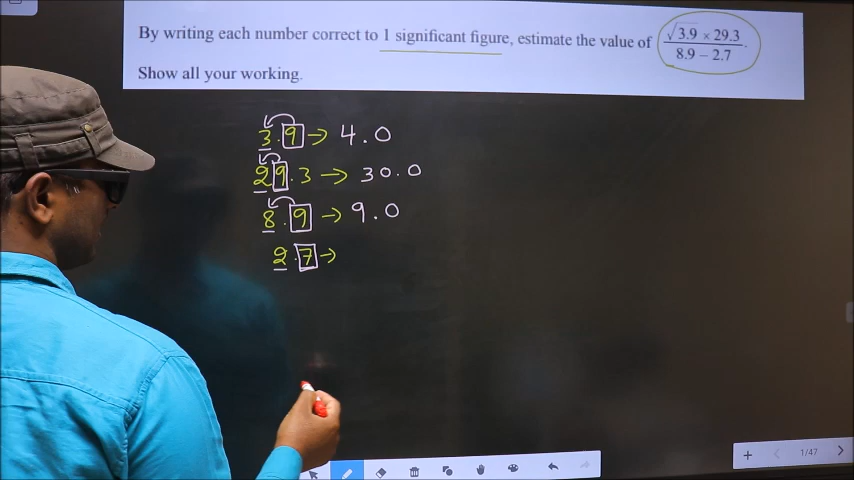 By writing each number correct to 1 significant figure, estimate the value of √3.9 × 29.3 / 8.9 − 2.7 .
Show all your working.
3.9 → 4.0
29.3 → 30.0
8.9 → 9.0
2.7 →
1/47